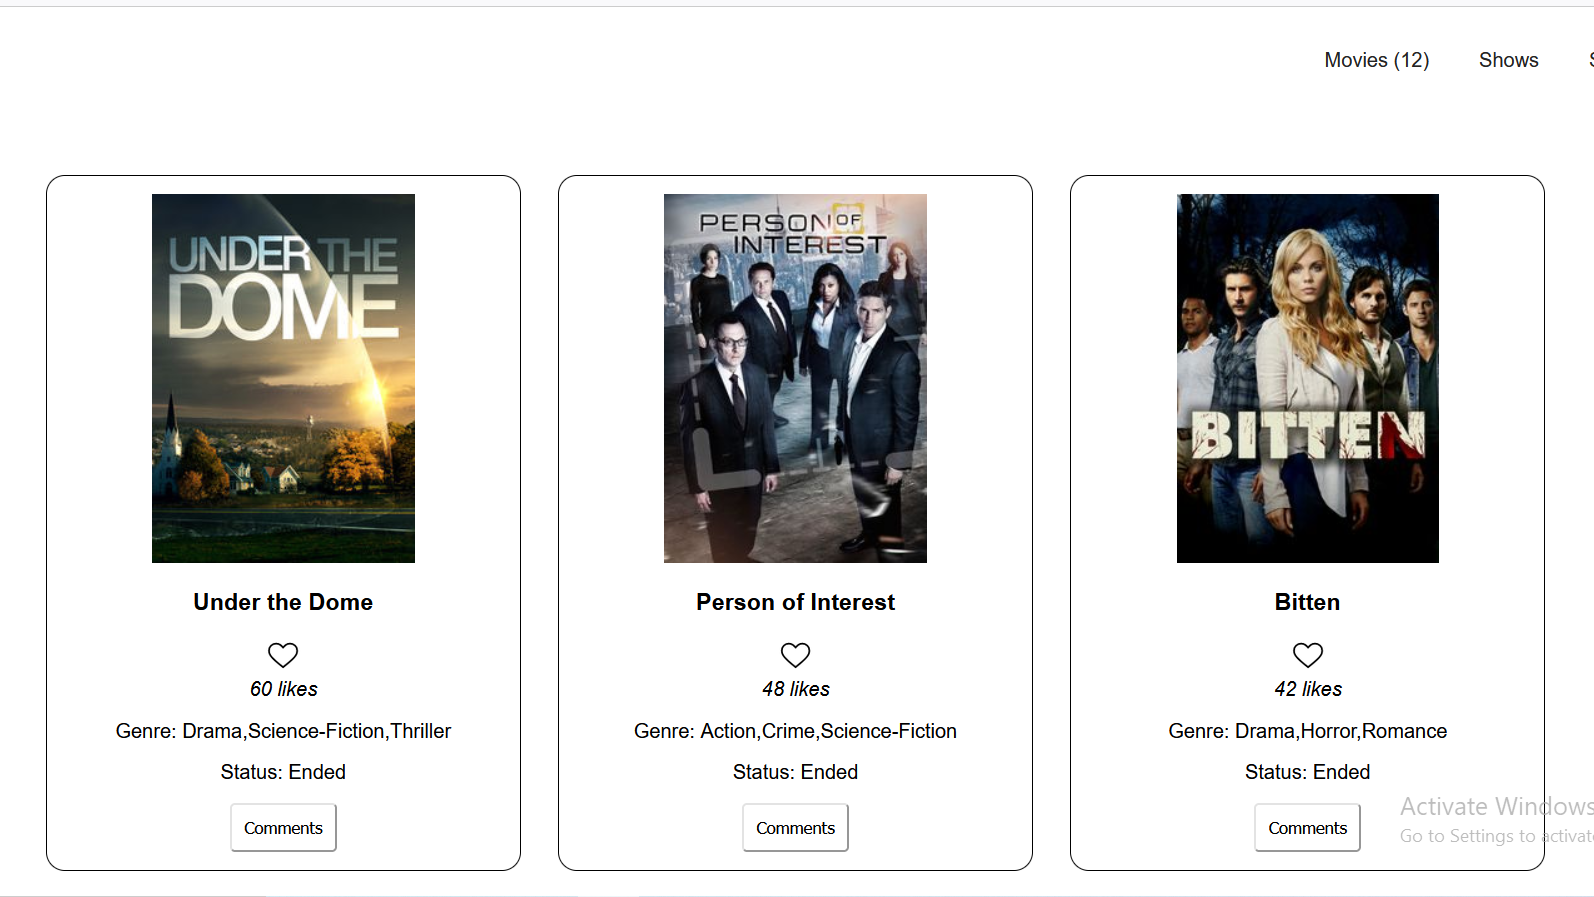 Movies (12) Shows S
UNDER THE
DOME
PERSON OF
INTEREST
BITTEN
Under the Dome
60 likes
Genre: Drama,Science-Fiction,Thriller
Status: Ended
Comments
Person of Interest
48 likes
Genre: Action,Crime,Science-Fiction
Status: Ended
Comments
Bitten
42 likes
Genre: Drama,Horror,Romance
Status: Ended
Comments
Activate Windows
Go to Settings to activat